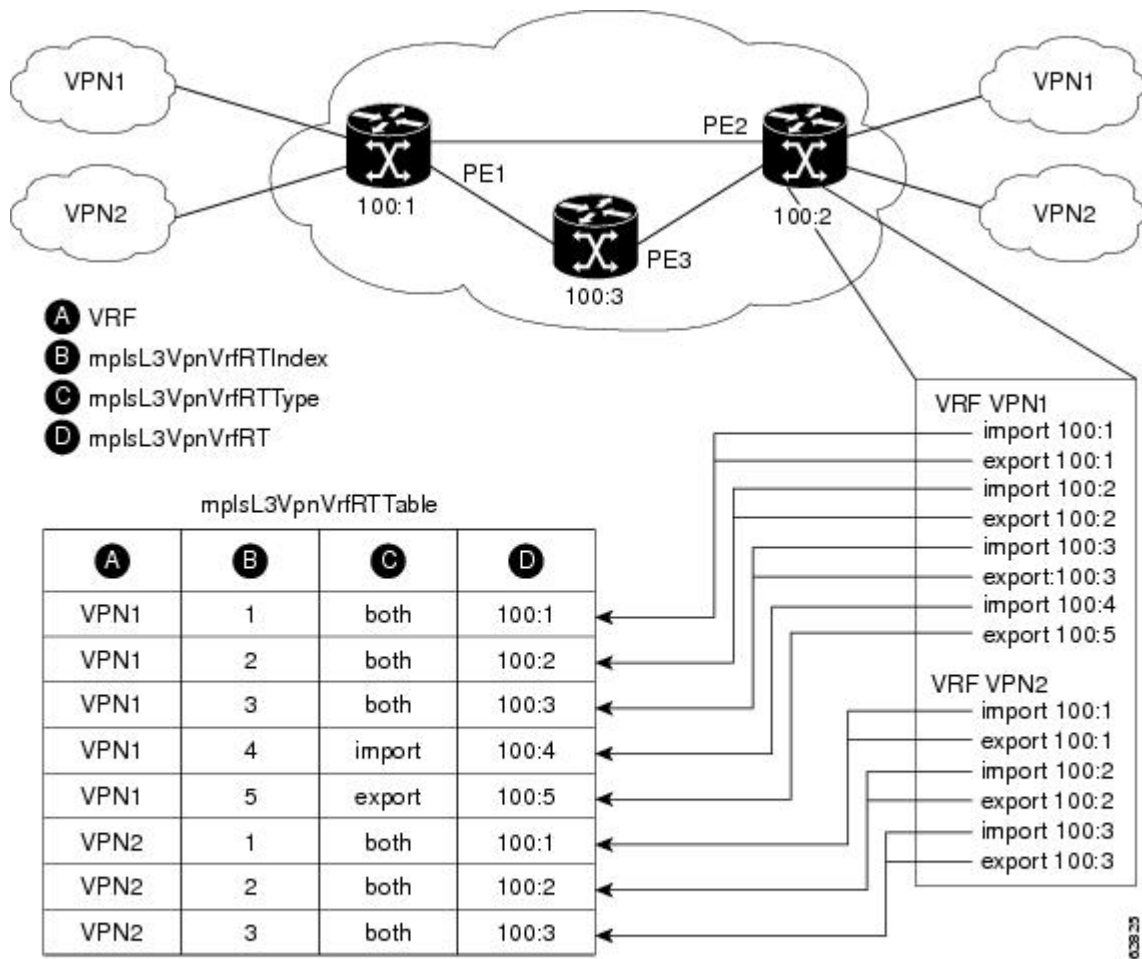 VPN1
VPN1
PE2
PE1
VPN2
100:1
100:2
VPN2
PE3
100:3
A VRF
B mplsL3VpnVrfRTIndex
C mplsL3VpnVrfRTType
D mplsL3VpnVrfRT
VRF VPN1
import 100:1
export 100:1
import 100:2
export 100:2
import 100:3
export:100:3
import 100:4
export 100:5
VRF VPN2
import 100:1
export 100:1
import 100:2
export 100:2
import 100:3
export 100:3
mplsL3VpnVrfRTTable
A B C D
VPN1 1 both 100:1
VPN1 2 both 100:2
VPN1 3 both 100:3
VPN1 4 import 100:4
VPN1 5 export 100:5
VPN2 1 both 100:1
VPN2 2 both 100:2
VPN2 3 both 100:3
62825